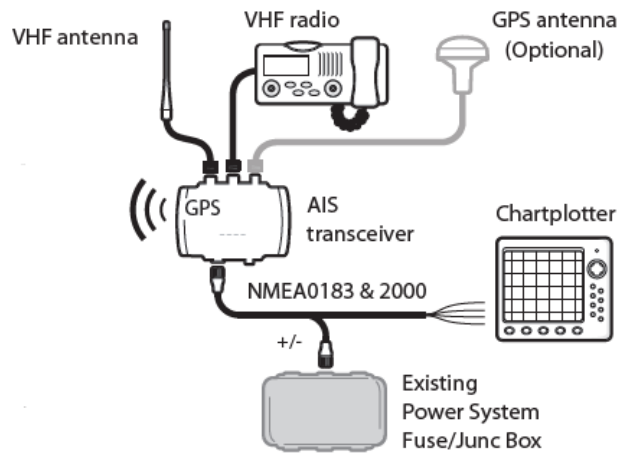 VHF antenna
VHF radio
GPS antenna
(Optional)
GPS
AIS
transceiver
Chartplotter
NMEA0183 & 2000
+/-
Existing
Power System
Fuse/Junc Box